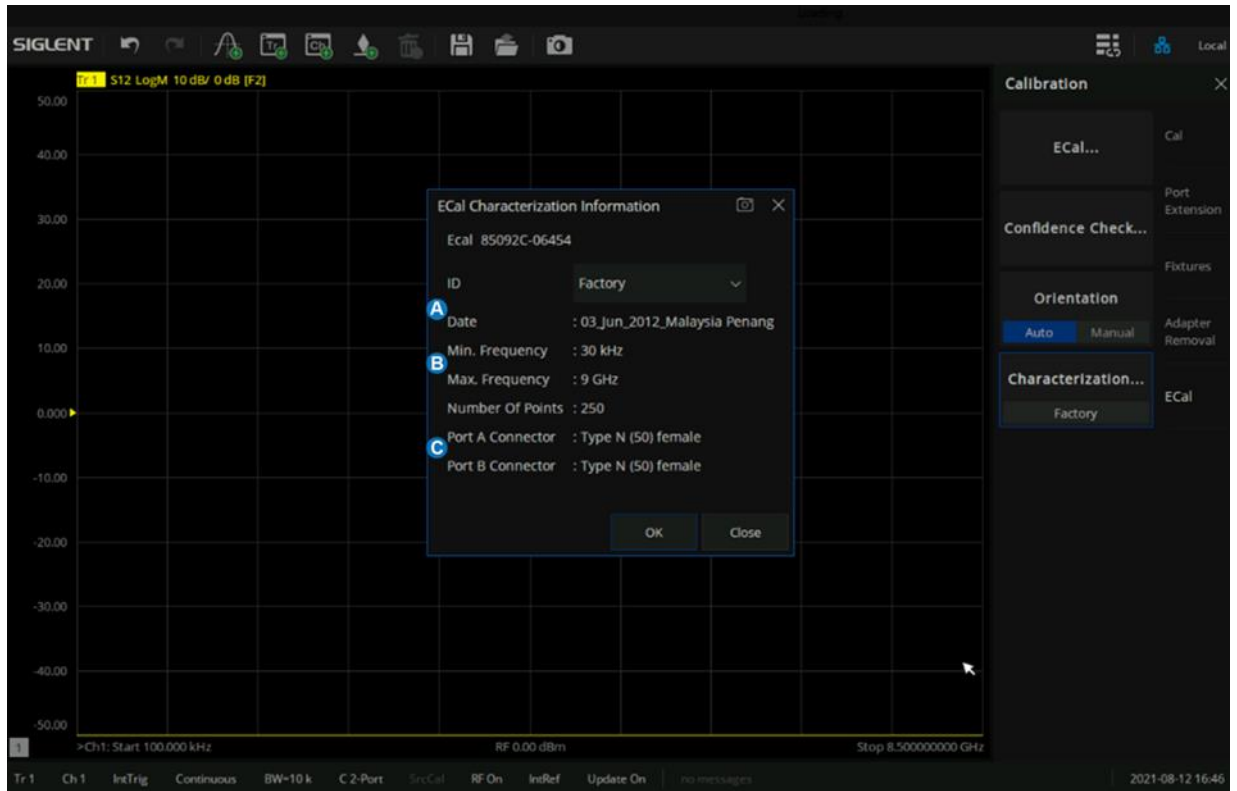 SIGLENT Tr Ch Local
Tr 1 S12 LogM 10 dB/ 0 dB [F2]
50.00
40.00
30.00
20.00
10.00
0.000
-10.00
-20.00
-30.00
-40.00
-50.00
ECal Characterization Information
Ecal 85092C-06454
ID Factory
A
Date : 03_Jun_2012_Malaysia Penang
Min. Frequency : 30 kHz
B
Max. Frequency : 9 GHz
Number Of Points : 250
Port A Connector : Type N (50) female
C
Port B Connector : Type N (50) female
OK Close
Calibration
ECal...
Confidence Check...
Orientation
Auto Manual
Characterization...
Factory
Cal
Port
Extension
Fixtures
Adapter
Removal
ECal
1 >Ch1: Start 100.000 kHz RF 0.00 dBm Stop 8.500000000 GHz
Tr 1 Ch 1 IntTrig Continuous BW=10 k C 2-Port SrcCal RF On IntRef Update On no messages 2021-08-12 16:46